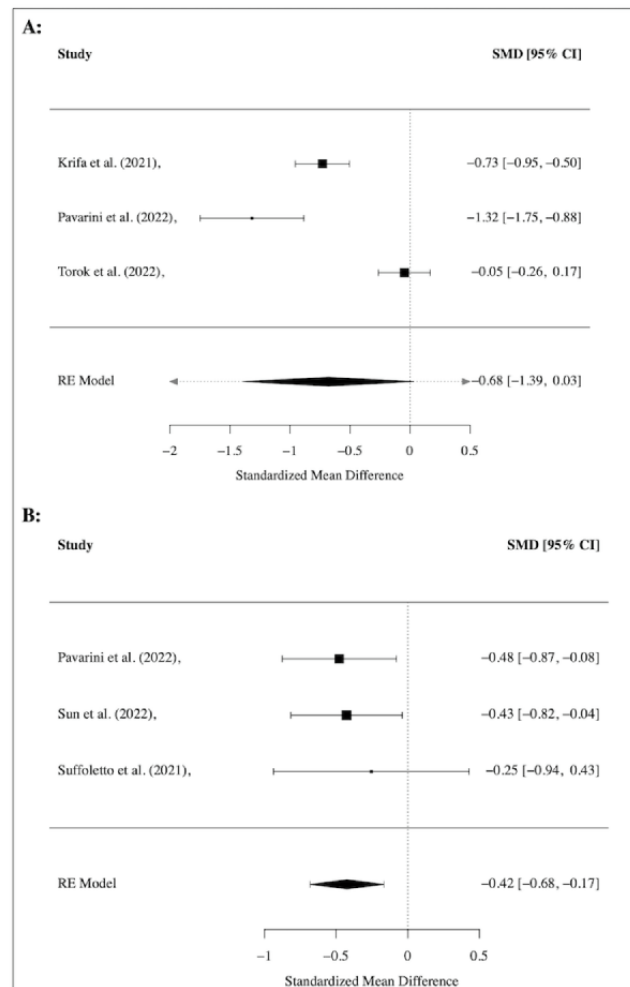 A:
Study SMD [95% CI]
Krifa et al. (2021), −0.73 [−0.95, −0.50]
Pavarini et al. (2022), −1.32 [−1.75, −0.88]
Torok et al. (2022), −0.05 [−0.26, 0.17]
RE Model −0.68 [−1.39, 0.03]
−2 −1.5 −1 −0.5 0 0.5
Standardized Mean Difference
B:
Study SMD [95% CI]
Pavarini et al. (2022), −0.48 [−0.87, −0.08]
Sun et al. (2022), −0.43 [−0.82, −0.04]
Suffoletto et al. (2021), −0.25 [−0.94, 0.43]
RE Model −0.42 [−0.68, −0.17]
−1 −0.5 0 0.5
Standardized Mean Difference